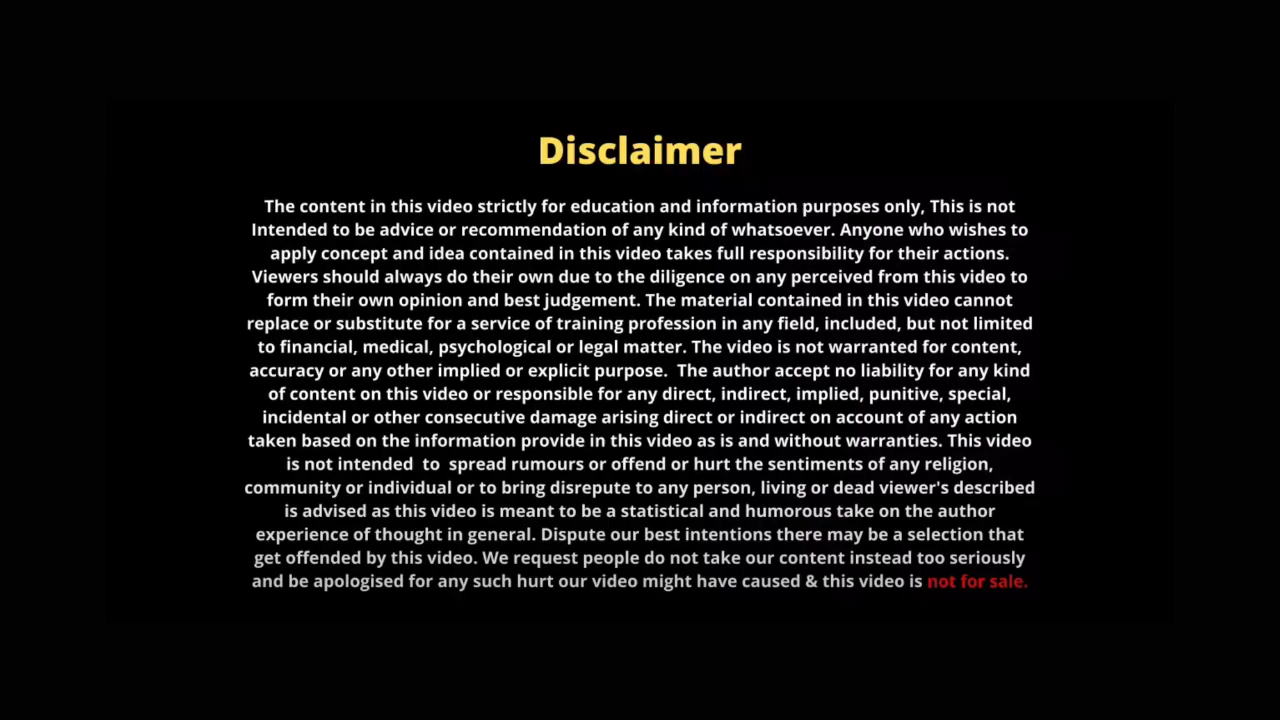 Disclaimer
The content in this video strictly for education and information purposes only, This is not
Intended to be advice or recommendation of any kind of whatsoever. Anyone who wishes to
apply concept and idea contained in this video takes full responsibility for their actions.
Viewers should always do their own due to the diligence on any perceived from this video to
form their own opinion and best judgement. The material contained in this video cannot
replace or substitute for a service of training profession in any field, included, but not limited
to financial, medical, psychological or legal matter. The video is not warranted for content,
accuracy or any other implied or explicit purpose.  The author accept no liability for any kind
of content on this video or responsible for any direct, indirect, implied, punitive, special,
incidental or other consecutive damage arising direct or indirect on account of any action
taken based on the information provide in this video as is and without warranties. This video
is not intended  to  spread rumours or offend or hurt the sentiments of any religion,
community or individual or to bring disrepute to any person, living or dead viewer's described
is advised as this video is meant to be a statistical and humorous take on the author
experience of thought in general. Dispute our best intentions there may be a selection that
get offended by this video. We request people do not take our content instead too seriously
and be apologised for any such hurt our video might have caused & this video is not for sale.